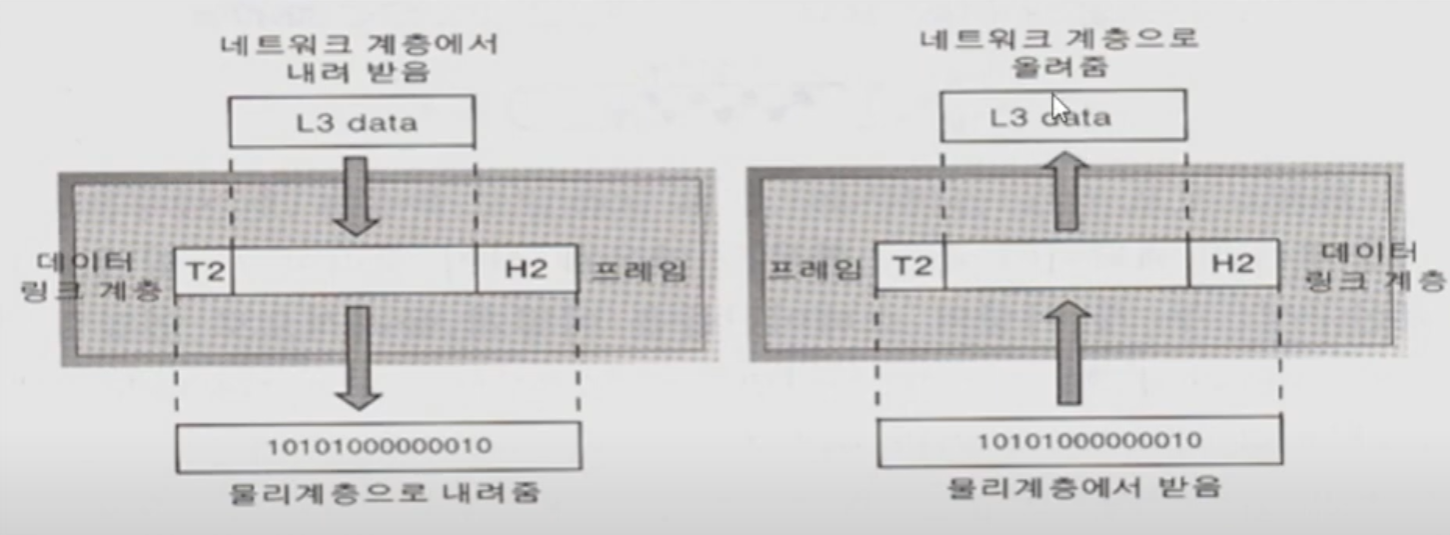 네트워크 계층에서
내려 받음
L3 data
데이터
링크 계층
T2
H2
프레임
10101000000010
물리계층으로 내려줌
네트워크 계층으로
올려줌
L3 data
프레임
T2
H2
데이터
링크 계층
10101000000010
물리계층에서 받음